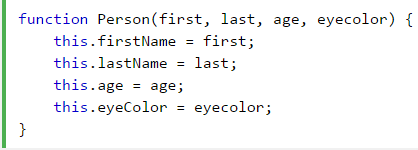 function Person(first, last, age, eyecolor) {
    this.firstName = first;
    this.lastName = last;
    this.age = age;
    this.eyeColor = eyecolor;
}